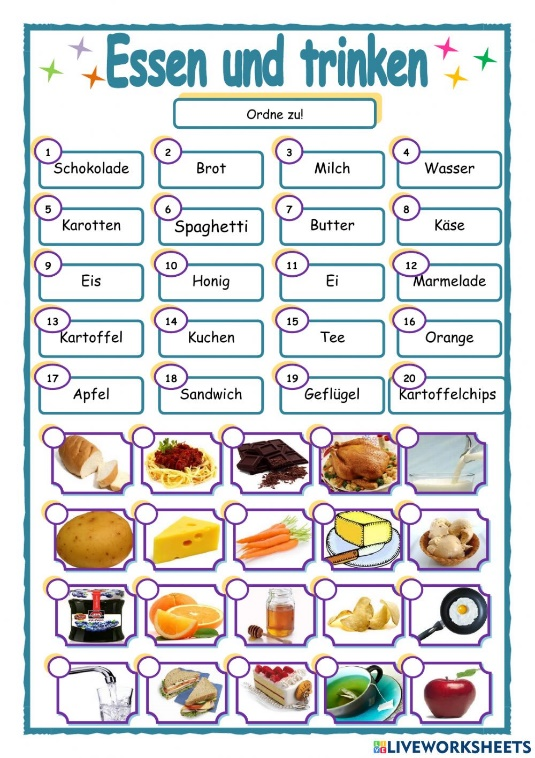 Essen und trinken
Ordne zu!
1 Schokolade
2 Brot
3 Milch
4 Wasser
5 Karotten
6 Spaghetti
7 Butter
8 Käse
9 Eis
10 Honig
11 Ei
12 Marmelade
13 Kartoffel
14 Kuchen
15 Tee
16 Orange
17 Apfel
18 Sandwich
19 Geflügel
20 Kartoffelchips
LIVEWORKSHEETS